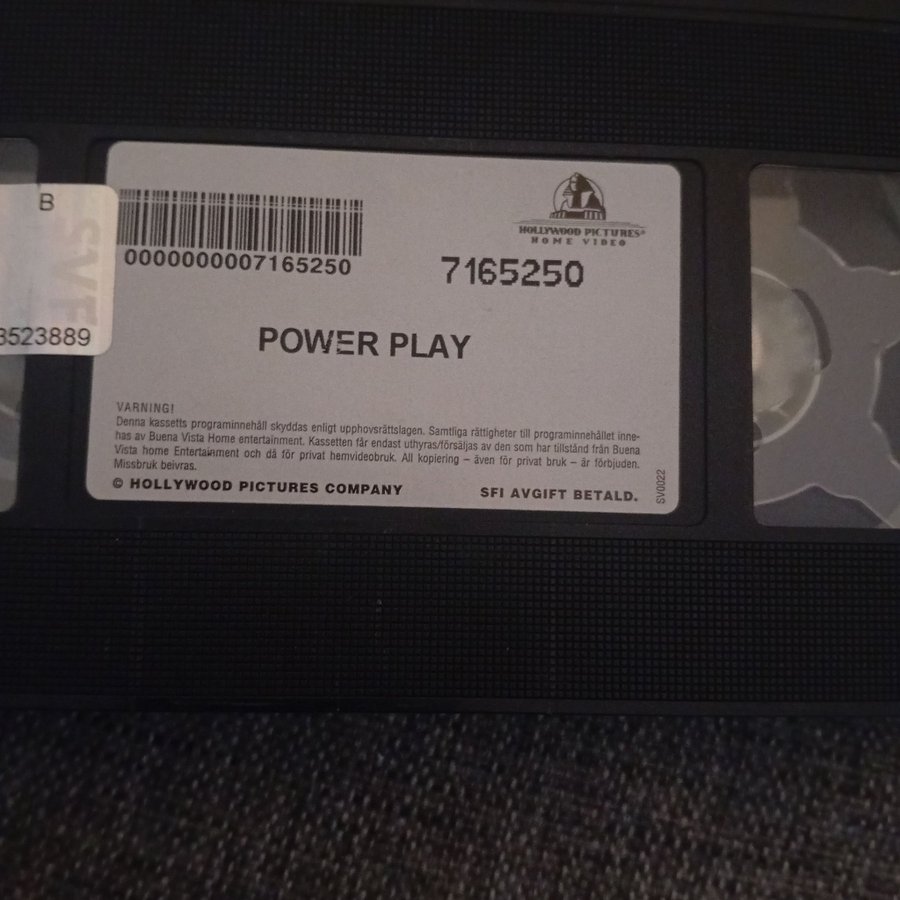 B
SVF
3523889
0000000007165250
HOLLYWOOD PICTURES®
HOME VIDEO
7165250
POWER PLAY
VARNING!
Denna kassetts programinnehåll skyddas enligt upphovsrättslagen. Samtliga rättigheter till programinnehållet inne-
has av Buena Vista Home entertainment. Kassetten får endast uthyras/försäljas av den som har tillstånd från Buena
Vista home Entertainment och då för privat hemvideobruk. All kopiering – även för privat bruk – är förbjuden.
Missbruk beivras.
© HOLLYWOOD PICTURES COMPANY
SFI AVGIFT BETALD.
SV0022